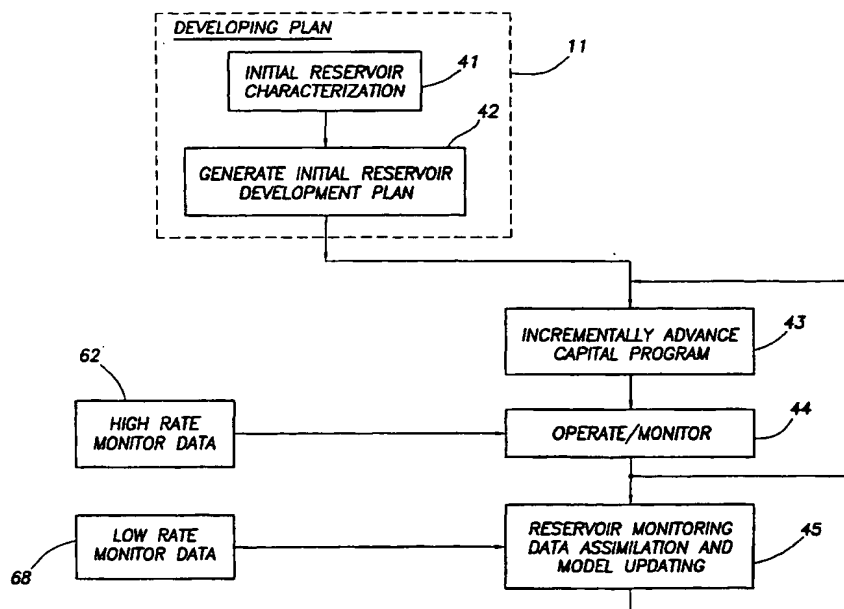 DEVELOPING PLAN
INITIAL RESERVOIR
CHARACTERIZATION
41
11
42
GENERATE INITIAL RESERVOIR
DEVELOPMENT PLAN
INCREMENTALLY ADVANCE
CAPITAL PROGRAM
43
62
HIGH RATE
MONITOR DATA
OPERATE/MONITOR
44
LOW RATE
MONITOR DATA
68
RESERVOIR MONITORING
DATA ASSIMILATION AND
MODEL UPDATING
45